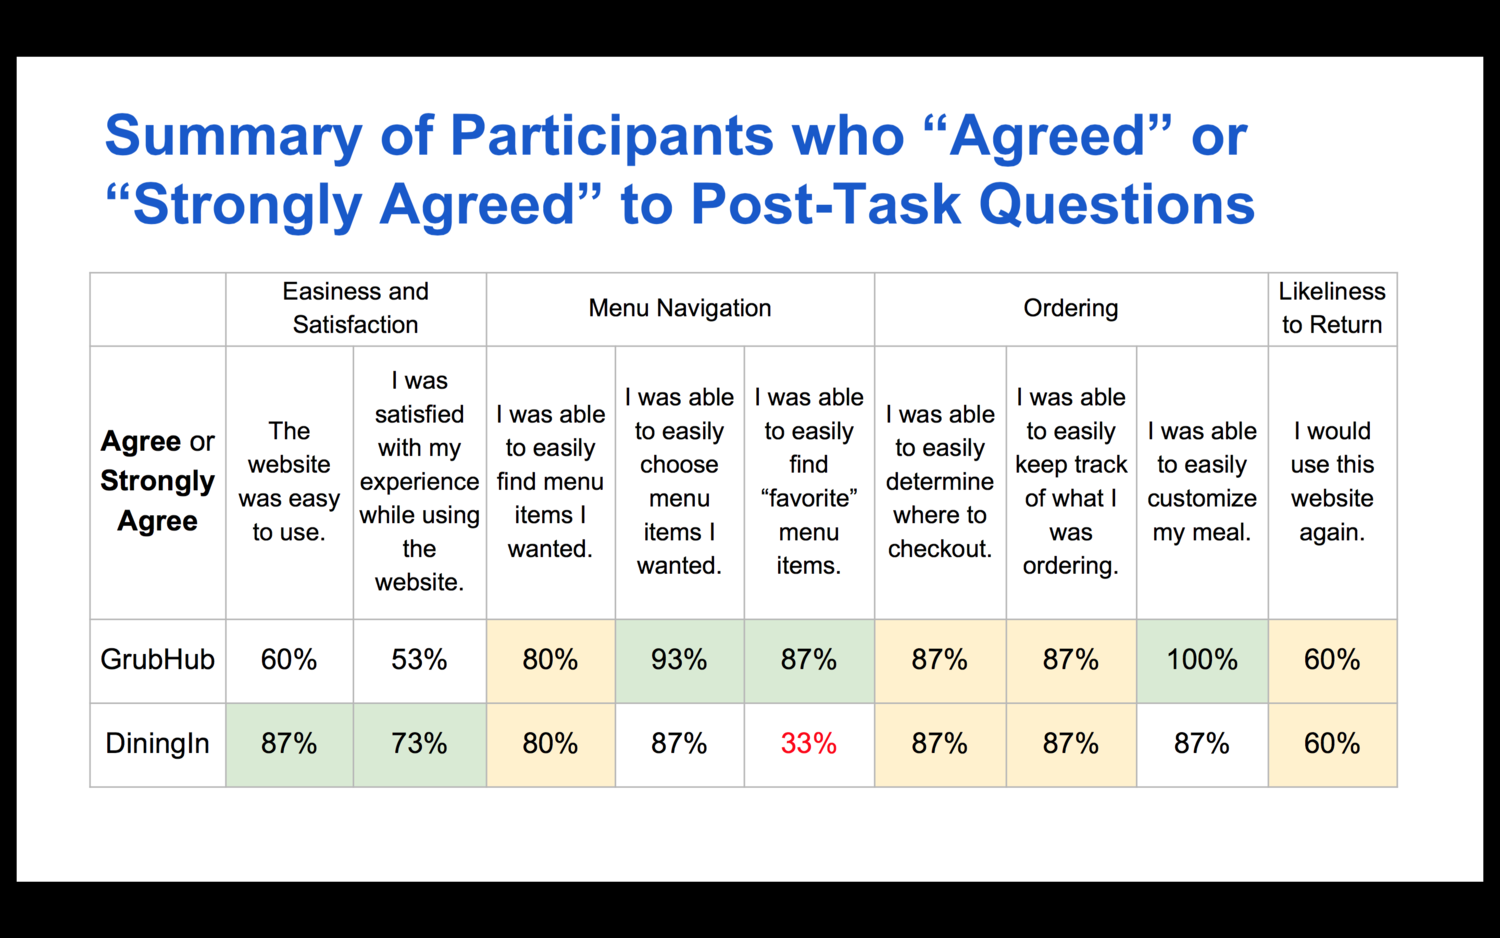 Summary of Participants who “Agreed” or
“Strongly Agreed” to Post-Task Questions
Easiness and
Satisfaction
Menu Navigation
Ordering
Likeliness
to Return
Agree or
Strongly
Agree
The
website
was easy
to use.
I was
satisfied
with my
experience
while using
the
website.
I was able
to easily
find menu
items I
wanted.
I was able
to easily
choose
menu
items I
wanted.
I was able
to easily
find
“favorite”
menu
items.
I was able
to easily
determine
where to
checkout.
I was able
to easily
keep track
of what I
was
ordering.
I was able
to easily
customize
my meal.
I would
use this
website
again.
GrubHub 60% 53% 80% 93% 87% 87% 87% 100% 60%
DiningIn 87% 73% 80% 87% 33% 87% 87% 87% 60%